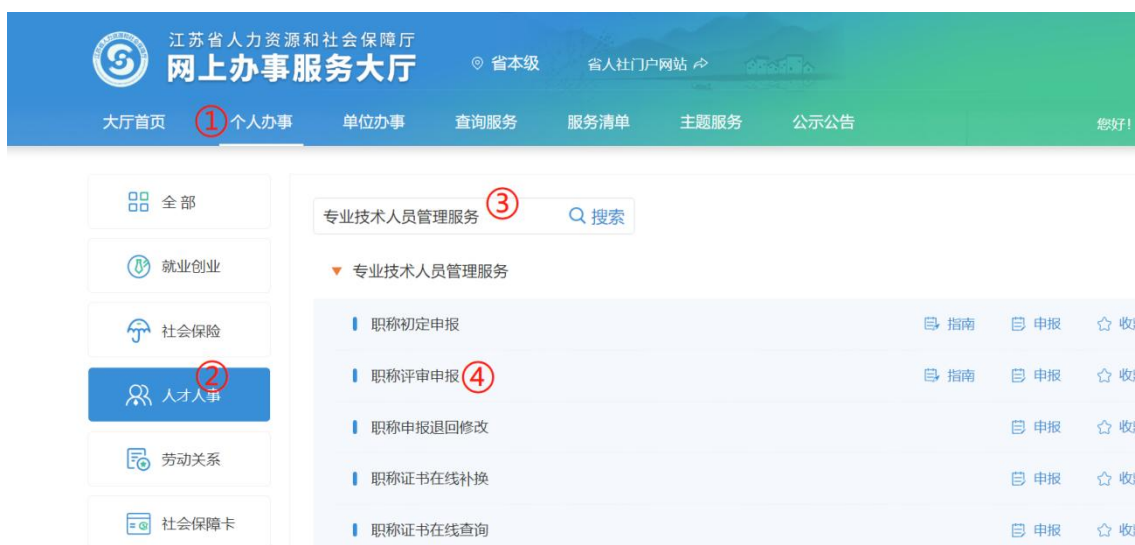 江苏省人力资源和社会保障厅
网上办事服务大厅
省本级
省人社门户网站
大厅首页 ① 个人办事 单位办事 查询服务 服务清单 主题服务 公示公告 您好!
全部
就业创业
社会保险
② 人才人事
劳动关系
社会保障卡
专业技术人员管理服务 ③ 搜索
专业技术人员管理服务
职称初定申报 指南 申报 收
职称评审申报 ④ 指南 申报 收
职称申报退回修改 申报 收
职称证书在线补换 申报 收
职称证书在线查询 申报 收